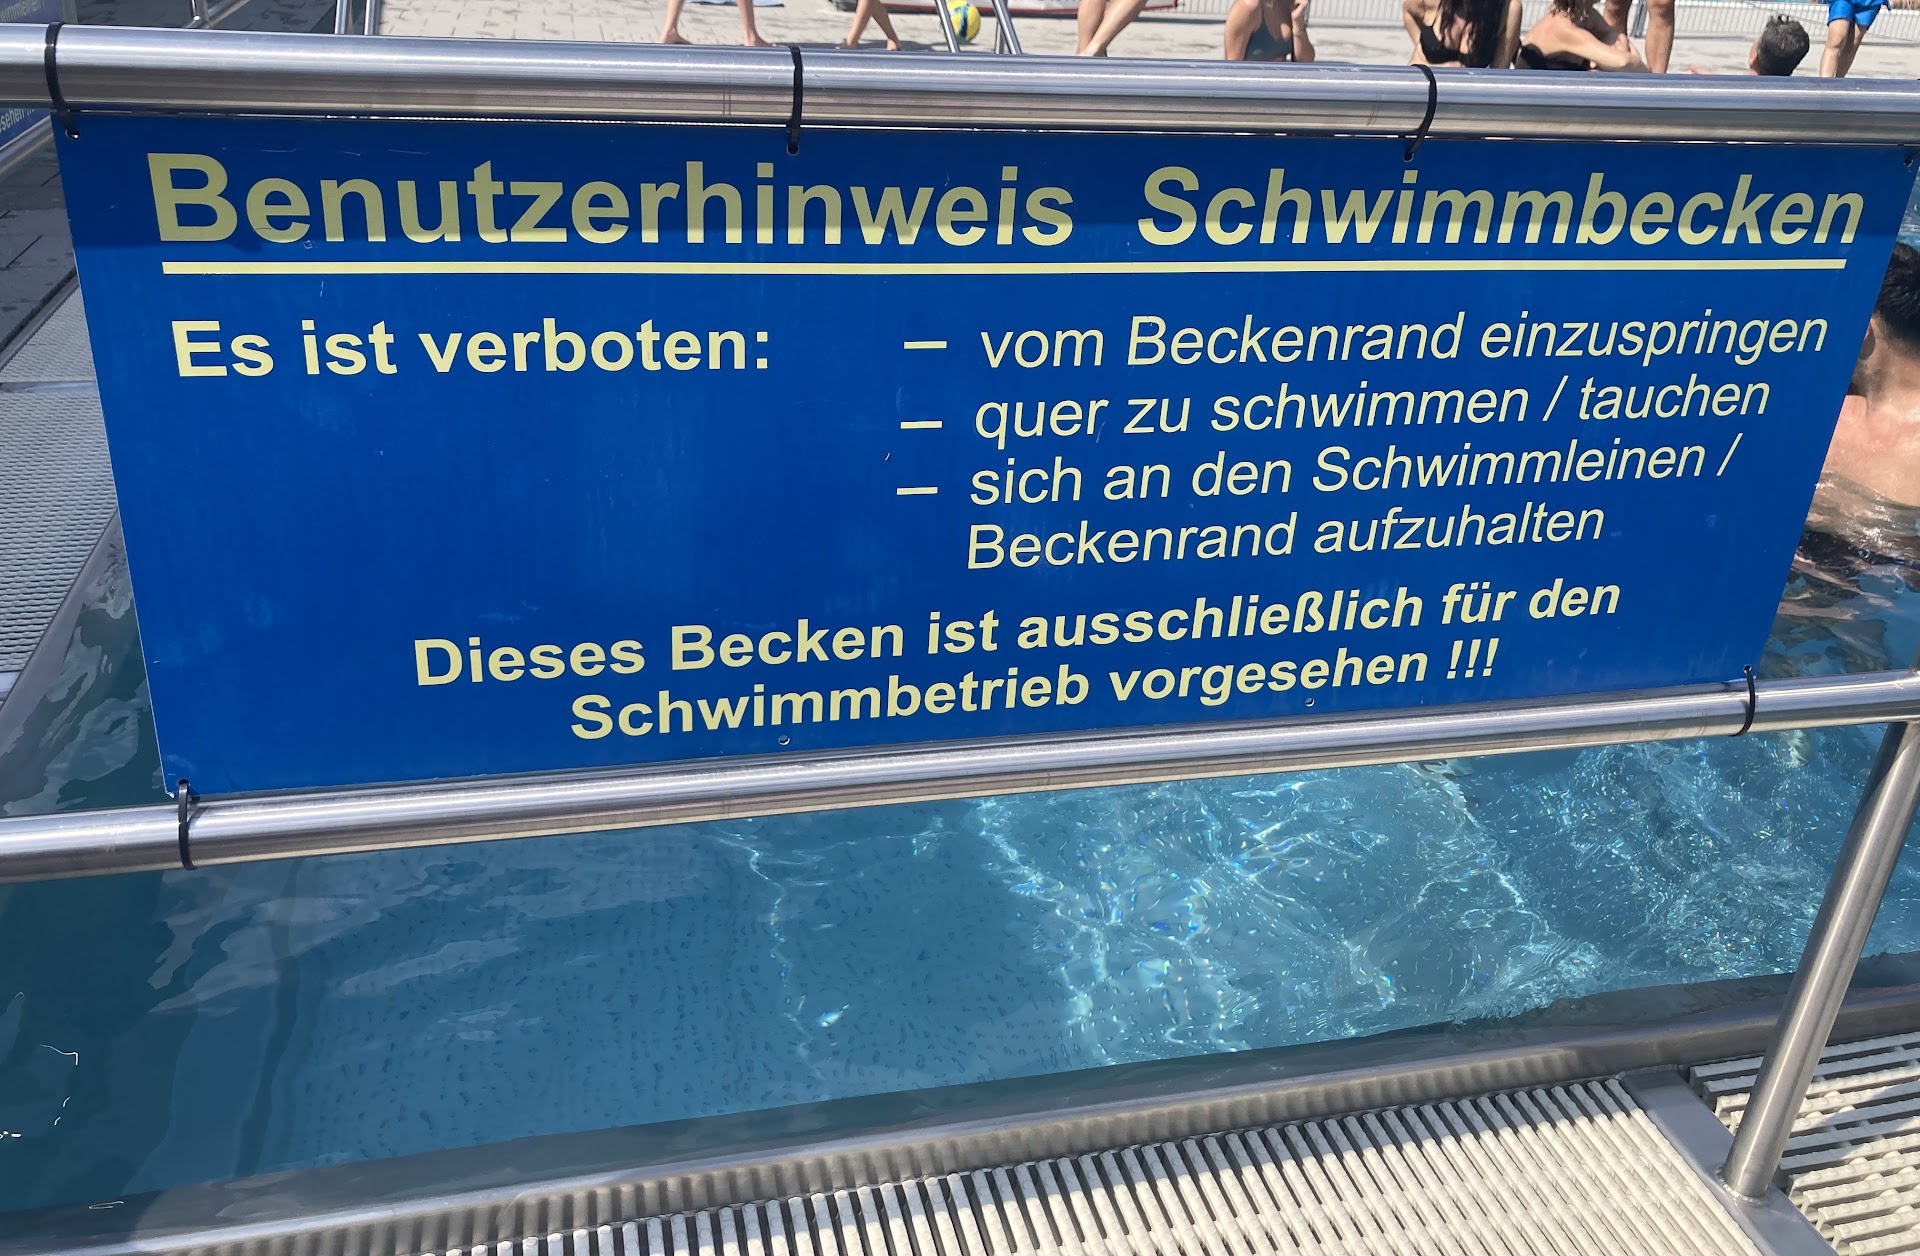 Benutzerhinweis Schwimmbecken
Es ist verboten: – vom Beckenrand einzuspringen
– quer zu schwimmen / tauchen
– sich an den Schwimmleinen /
Beckenrand aufzuhalten
Dieses Becken ist ausschließlich für den
Schwimmbetrieb vorgesehen !!!